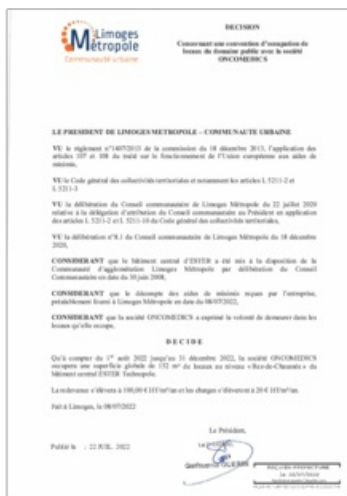 Limoges
Métropole
Communauté urbaine
DECISION
Concernant une convention d'occupation de
locaux du domaine public avec la société
ONCOMEDICS
LE PRESIDENT DE LIMOGES METROPOLE – COMMUNAUTE URBAINE
VU le règlement n°1407/2013 de la commission du 18 décembre 2013, l'application des
articles 107 et 108 du traité sur le fonctionnement de l'Union européenne aux aides de
minimis,
VU le Code général des collectivités territoriales et notamment les articles L 5211-2 et
L 5211-3
VU la délibération du Conseil communautaire de Limoges Métropole du 22 juillet 2020
relative à la délégation d'attribution du Conseil communautaire au Président en application
des articles L 5211-2 et L 5211-10 du Code général des collectivités territoriales,
VU la délibération n°8.1 du Conseil communautaire de Limoges Métropole du 18 décembre
2020,
CONSIDERANT que le bâtiment central d'ESTER a été mis à la disposition de la
Communauté d'agglomération Limoges Métropole par délibération du Conseil
Communautaire en date du 30 juin 2008,
CONSIDERANT que le décompte des aides de minimis reçues par l'entreprise,
préalablement fourni à Limoges Métropole en date du 08/07/2022,
CONSIDERANT que la société ONCOMEDICS a exprimé la volonté de demeurer dans les
locaux qu'elle occupe,
D E C I D E
Qu'à compter du 1er août 2022 jusqu'au 31 décembre 2022, la société ONCOMEDICS
occupera une superficie globale de 132 m² de locaux au niveau « Rez-de-Chaussée » du
bâtiment central ESTER Technopole.
La redevance s'élèvera à 100,00 € HT/m²/an et les charges s'élèveront à 20 € HT/m²/an.
Fait à Limoges, le 08/07/2022
Le Président,
Publié le : 22 JUIL. 2022
Le Président
Guillaume GUERIN